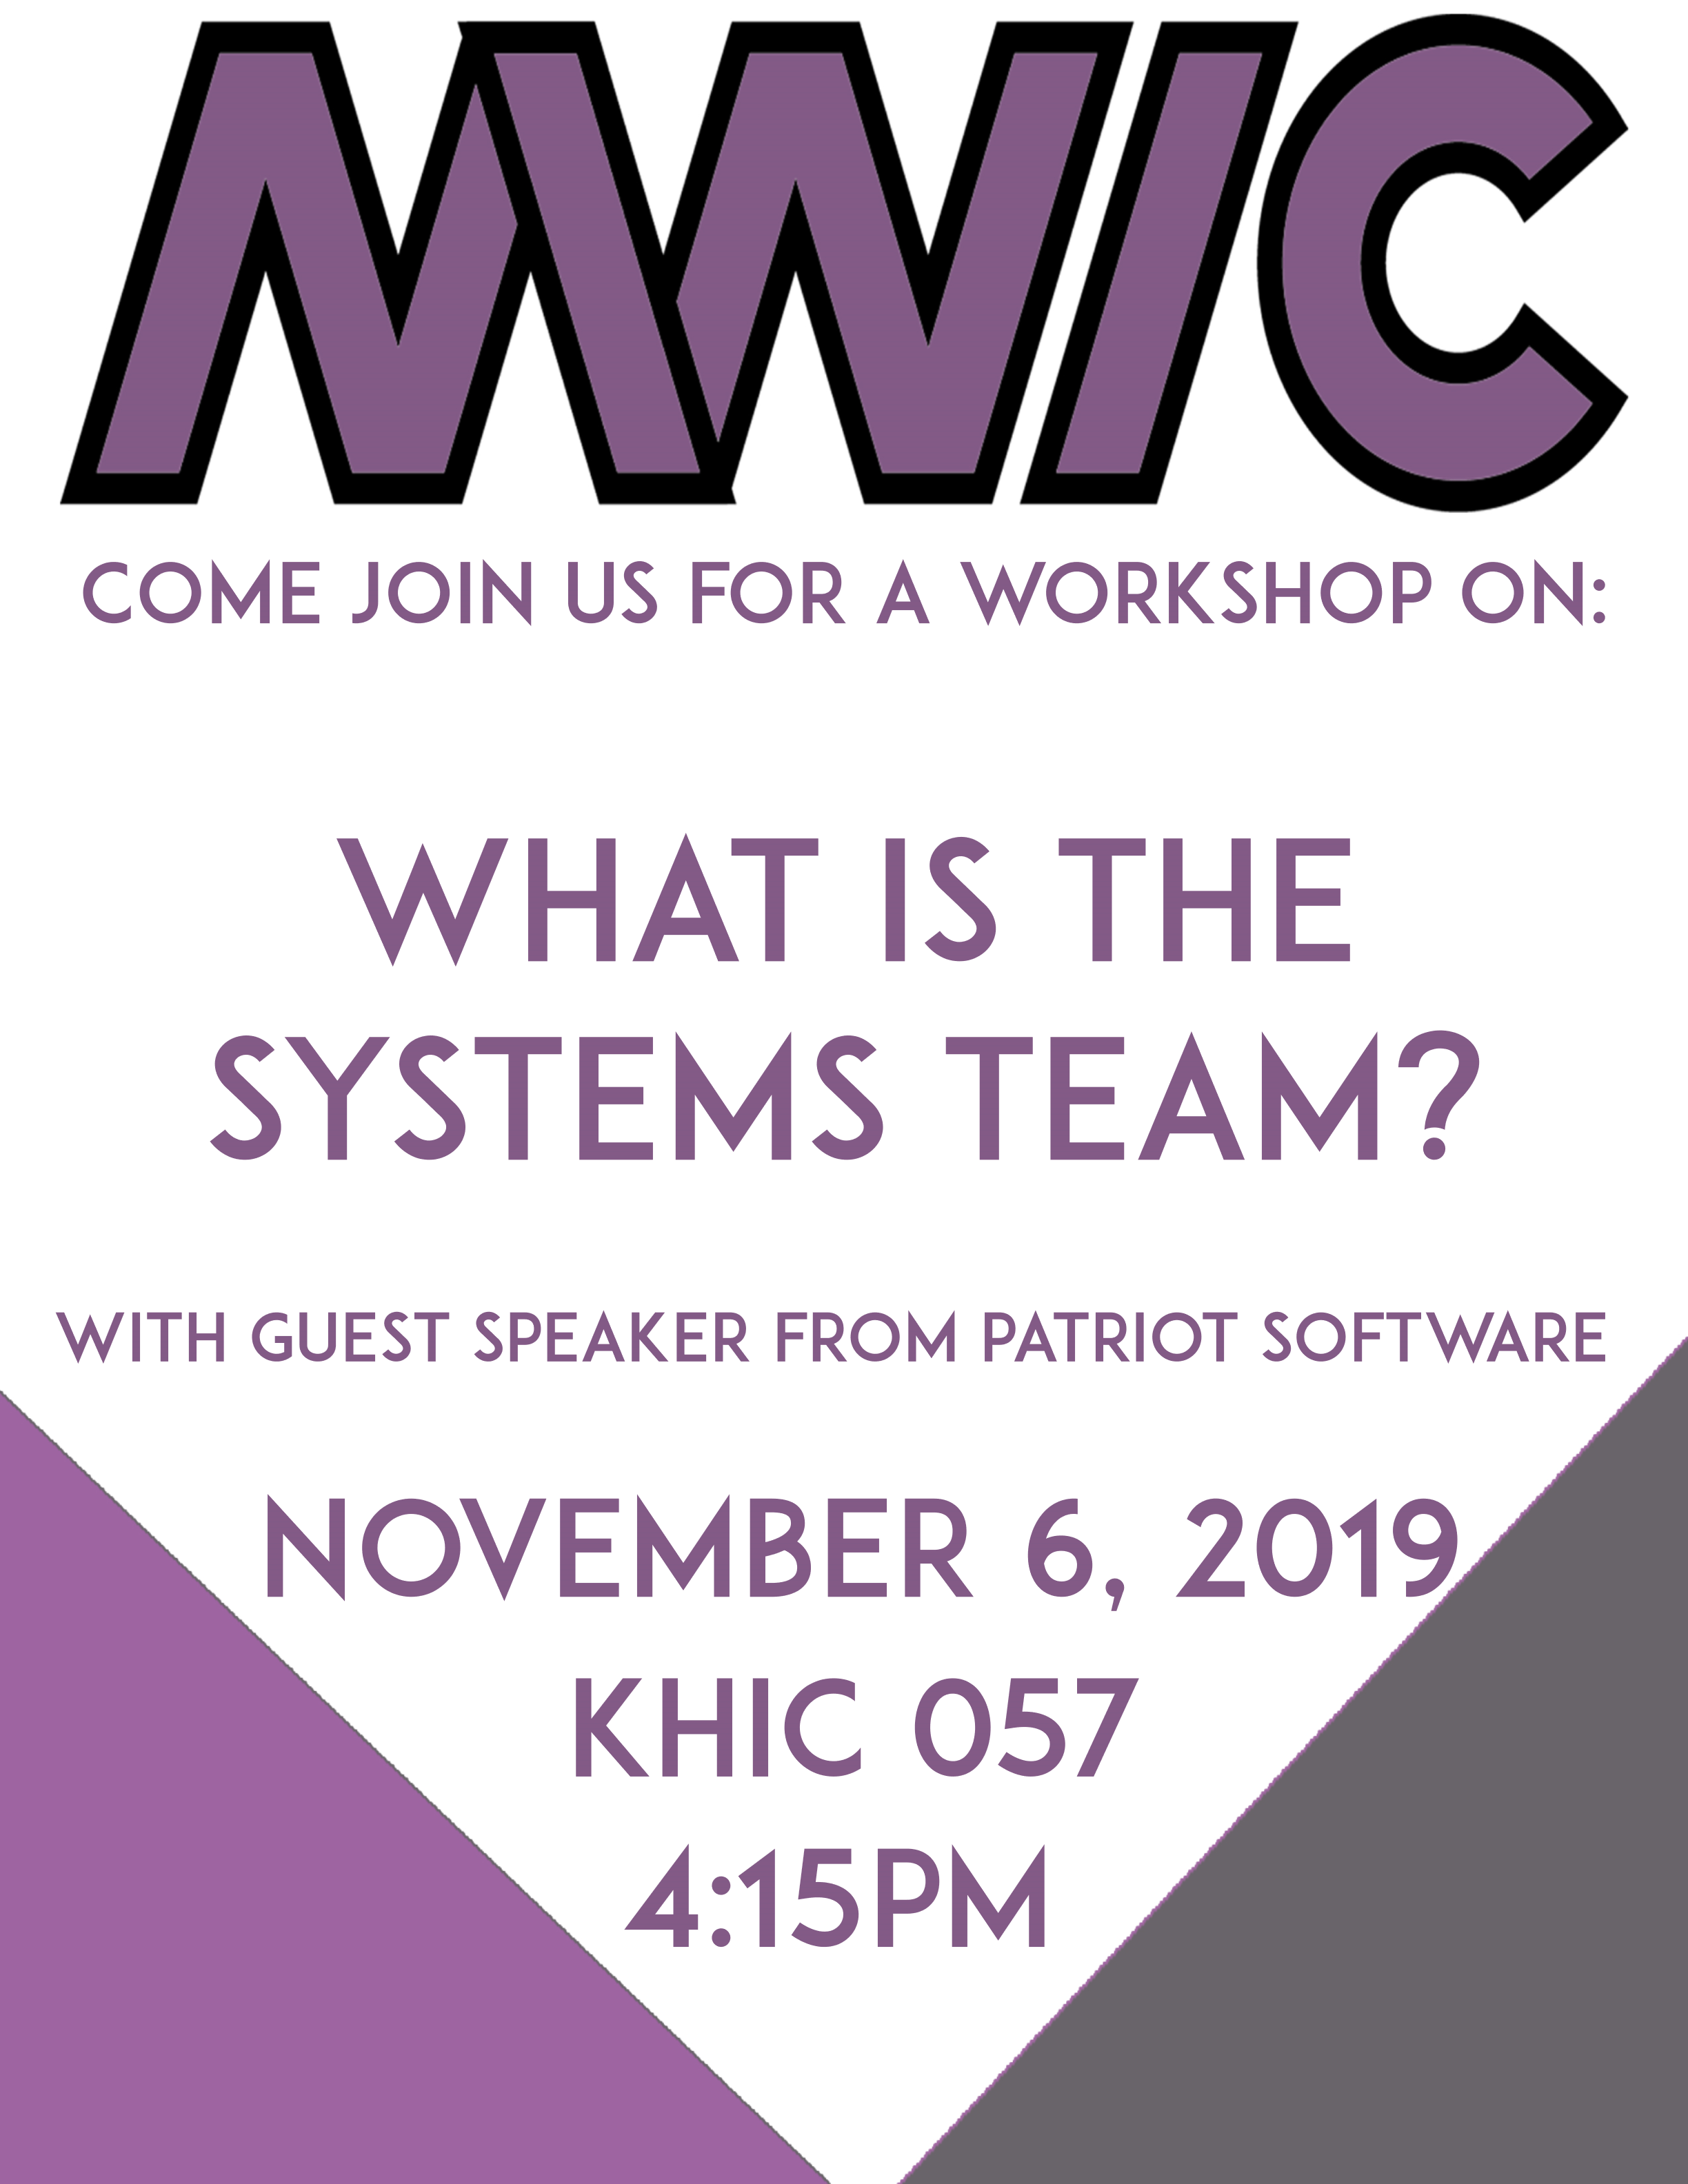 MWIC
COME JOIN US FOR A WORKSHOP ON:
WHAT IS THE
SYSTEMS TEAM?
WITH GUEST SPEAKER FROM PATRIOT SOFTWARE
NOVEMBER 6, 2019
KHIC 057
4:15PM